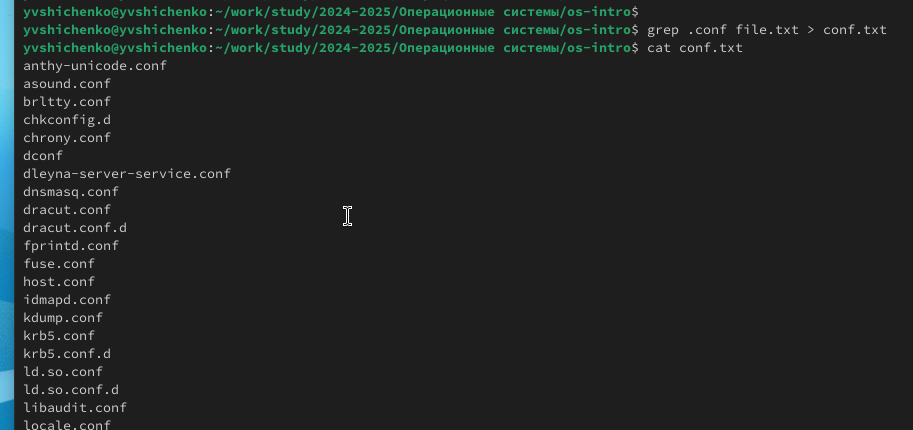 yvshichenko@yvshichenko:~/work/study/2024-2025/Операционные системы/os-intro$
yvshichenko@yvshichenko:~/work/study/2024-2025/Операционные системы/os-intro$ grep .conf file.txt > conf.txt
yvshichenko@yvshichenko:~/work/study/2024-2025/Операционные системы/os-intro$ cat conf.txt
anthy-unicode.conf
asound.conf
brltty.conf
chkconfig.d
chrony.conf
dconf
dleyna-server-service.conf
dnsmasq.conf
dracut.conf
dracut.conf.d
fprintd.conf
fuse.conf
host.conf
idmapd.conf
kdump.conf
krb5.conf
krb5.conf.d
ld.so.conf
ld.so.conf.d
libaudit.conf
locale.conf